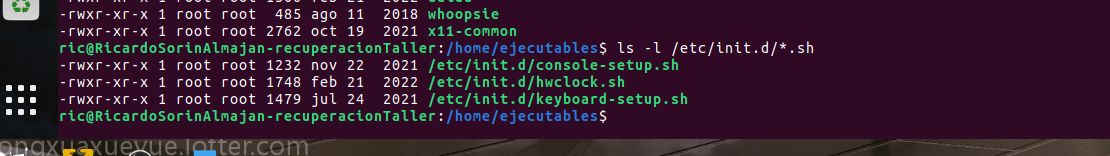 -rwxr-xr-x 1 root root 485 ago 11 2018 whoopsie
-rwxr-xr-x 1 root root 2762 oct 19 2021 x11-common
ric@RicardoSorinAlmajan-recuperacionTaller:/home/ejecutables$ ls -l /etc/init.d/*.sh
-rwxr-xr-x 1 root root 1232 nov 22 2021 /etc/init.d/console-setup.sh
-rwxr-xr-x 1 root root 1748 feb 21 2022 /etc/init.d/hwclock.sh
-rwxr-xr-x 1 root root 1479 jul 24 2021 /etc/init.d/keyboard-setup.sh
ric@RicardoSorinAlmajan-recuperacionTaller:/home/ejecutables$
ongxuaxuevue.lotter.com